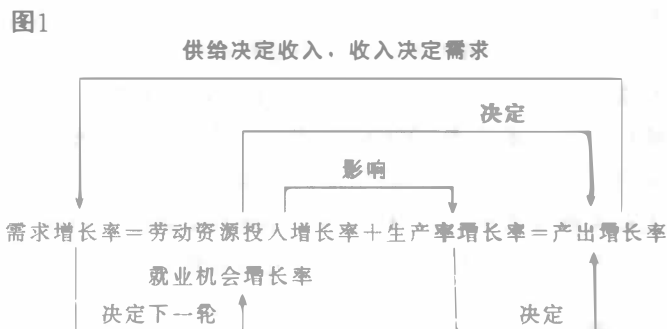 图1
供给决定收入，收入决定需求
决定
影响
需求增长率＝劳动资源投入增长率＋生产率增长率＝产出增长率
就业机会增长率
决定下一轮
决定